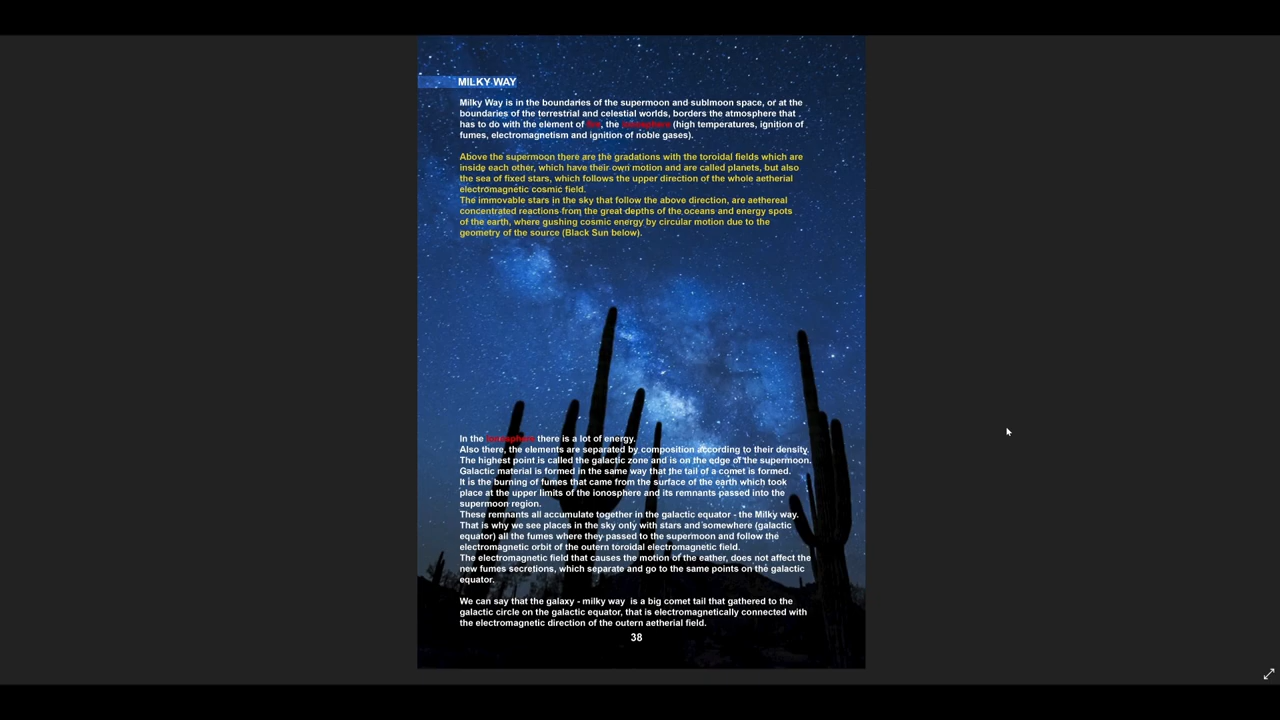 MILKY WAY
Milky Way is in the boundaries of the supermoon and sublmoon space, or at the
boundaries of the terrestrial and celestial worlds, borders the atmosphere that
has to do with the element of fire, the ionosphere (high temperatures, ignition of
fumes, electromagnetism and ignition of noble gases).
Above the supermoon there are the gradations with the toroidal fields which are
inside each other, which have their own motion and are called planets, but also
the sea of fixed stars, which follows the upper direction of the whole aetherial
electromagnetic cosmic field.
The immovable stars in the sky that follow the above direction, are aethereal
concentrated reactions from the great depths of the oceans and energy spots
of the earth, where gushing cosmic energy by circular motion due to the
geometry of the source (Black Sun below).
In the ionosphere there is a lot of energy.
Also there, the elements are separated by composition according to their density.
The highest point is called the galactic zone and is on the edge of the supermoon.
Galactic material is formed in the same way that the tail of a comet is formed.
It is the burning of fumes that came from the surface of the earth which took
place at the upper limits of the ionosphere and its remnants passed into the
supermoon region.
These remnants all accumulate together in the galactic equator - the Milky way.
That is why we see places in the sky only with stars and somewhere (galactic
equator) all the fumes where they passed to the supermoon and follow the
electromagnetic orbit of the outern toroidal electromagnetic field.
The electromagnetic field that causes the motion of the eather, does not affect the
new fumes secretions, which separate and go to the same points on the galactic
equator.
We can say that the galaxy - milky way is a big comet tail that gathered to the
galactic circle on the galactic equator, that is electromagnetically connected with
the electromagnetic direction of the outern aetherial field.
38